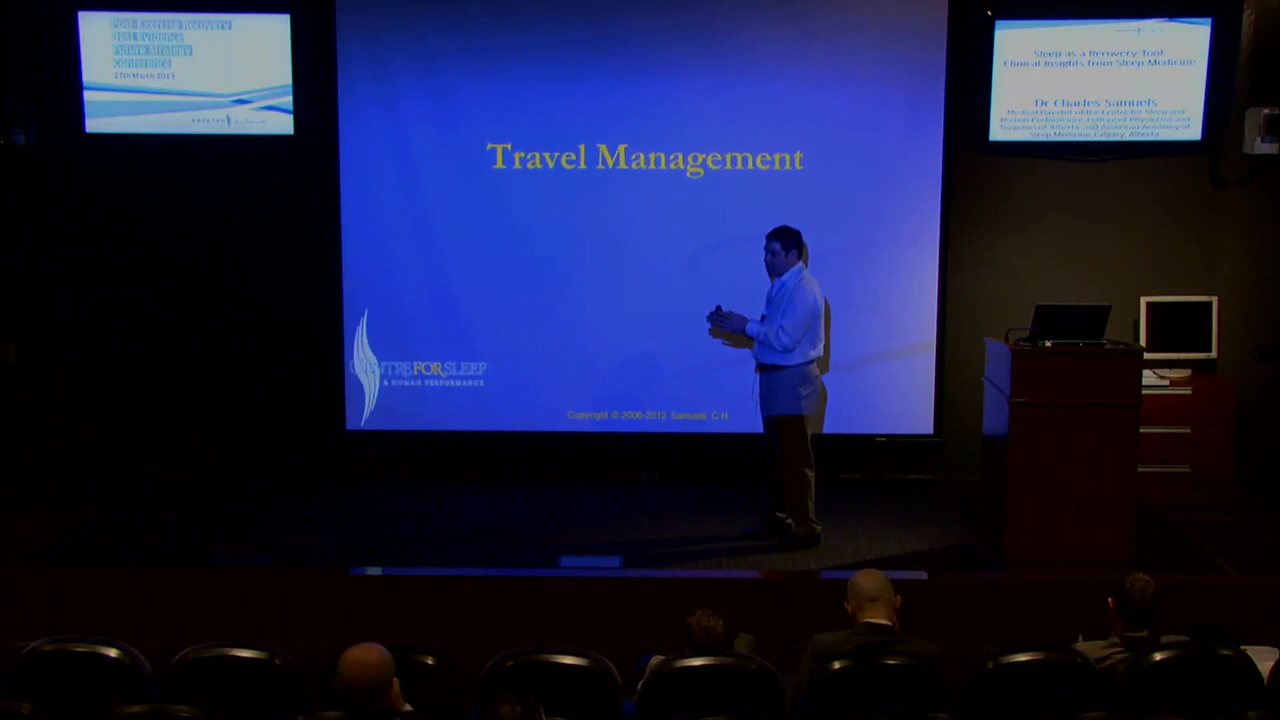 Post-Exercise Recovery
Best Evidence
Future Strategy
Conference
27th March 2013
ASPETAR
Travel Management
CENTRE FOR SLEEP
& HUMAN PERFORMANCE
Copyright © 2006-2012 Samuels C H
Sleep as a Recovery Tool:
Clinical Insights from Sleep Medicine
Dr Charles Samuels
Medical Director of the Centre for Sleep and
Human Performance, College of Physicians and
Surgeons of Alberta and American Academy of
Sleep Medicine, Calgary, Alberta